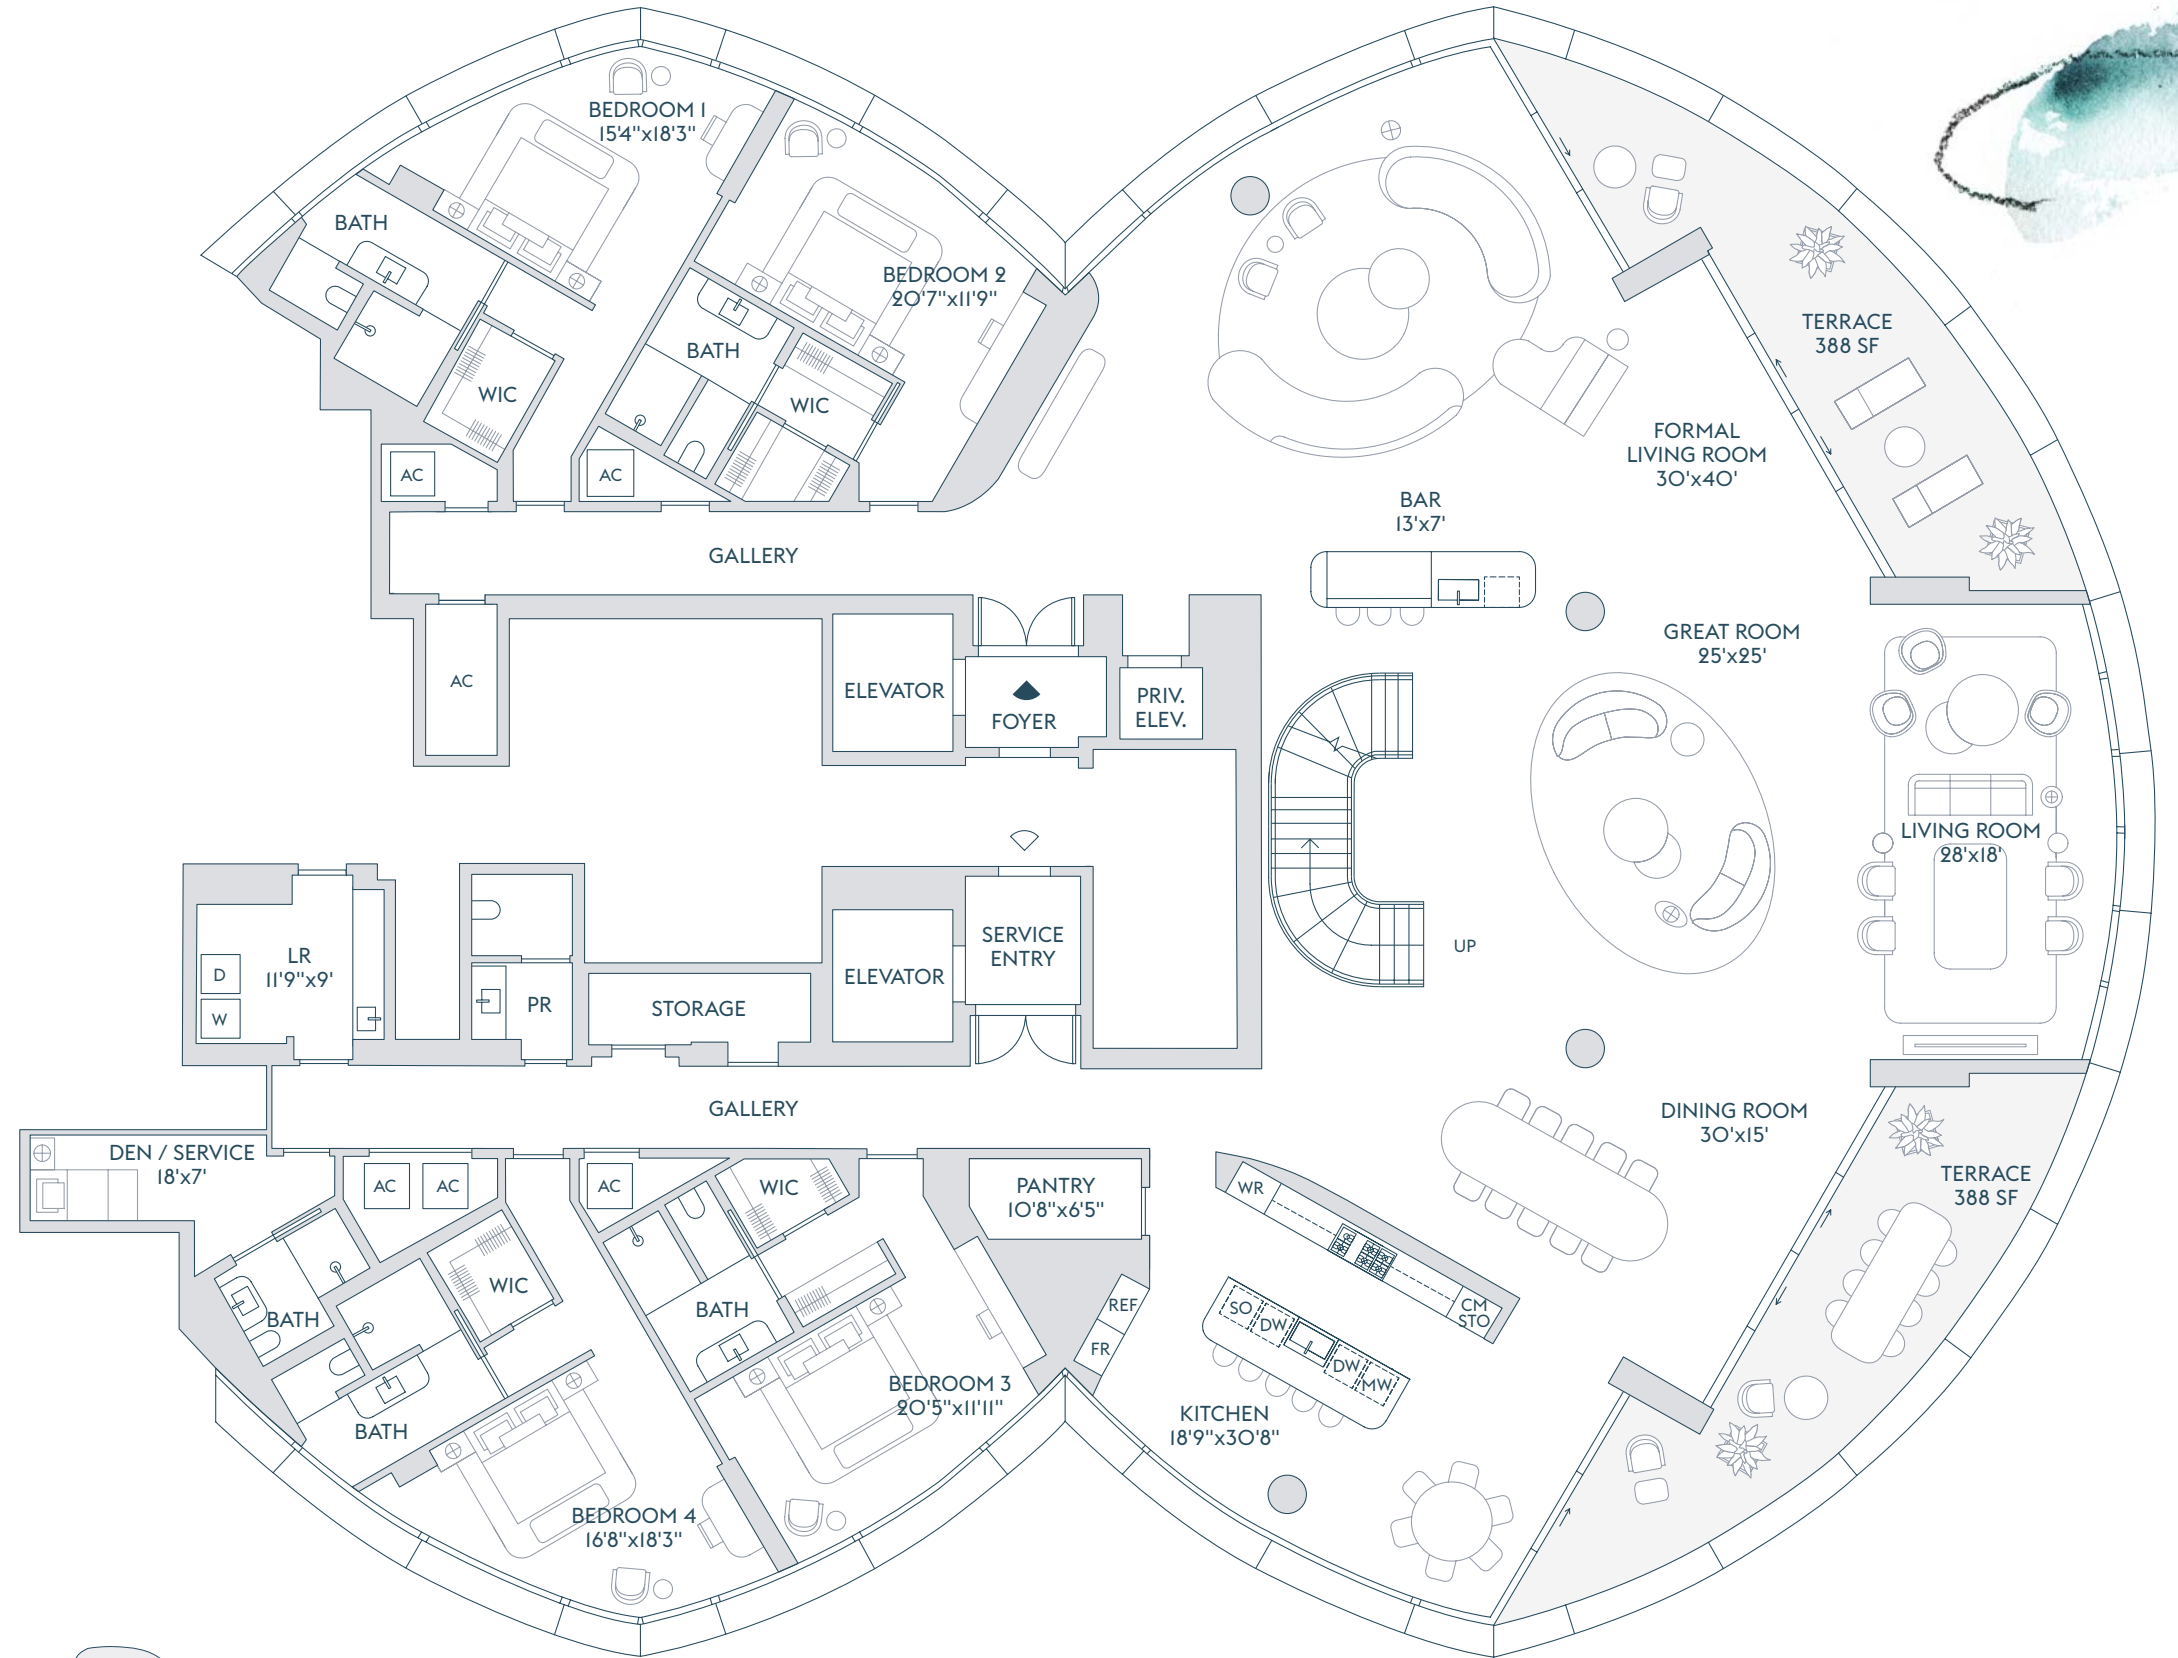 BEDROOM 1
15'4"x18'3"
BATH
BEDROOM 2
20'7"x11'9"
WIC
BATH
WIC
AC
AC
TERRACE
388 SF
FORMAL
LIVING ROOM
30'x40'
BAR
13'x7'
GALLERY
GREAT ROOM
25'x25'
AC
ELEVATOR
FOYER
PRIV.
ELEV.
LIVING ROOM
28'x18'
LR
11'9"x9'
D
W
PR
STORAGE
ELEVATOR
SERVICE
ENTRY
UP
GALLERY
DINING ROOM
30'x15'
DEN / SERVICE
18'x7'
AC
AC
AC
WIC
PANTRY
10'8"x6'5"
WR
TERRACE
388 SF
WIC
BATH
BATH
REF
FR
SO
DW
DW
MW
CM
STO
BEDROOM 3
20'5"x11'11"
BATH
KITCHEN
18'9"x30'8"
BEDROOM 4
16'8"x18'3"